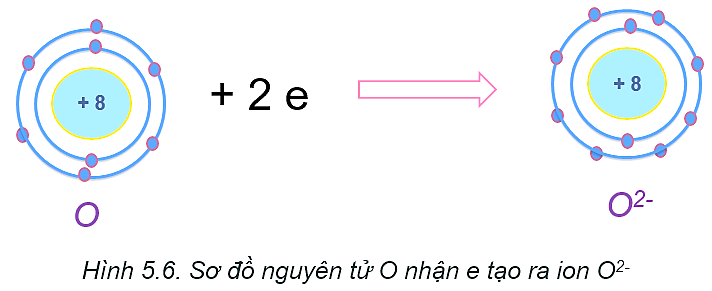 + 8
+ 2 e
+ 8
O
O²⁻
Hình 5.6. Sơ đồ nguyên tử O nhận e tạo ra ion O²⁻